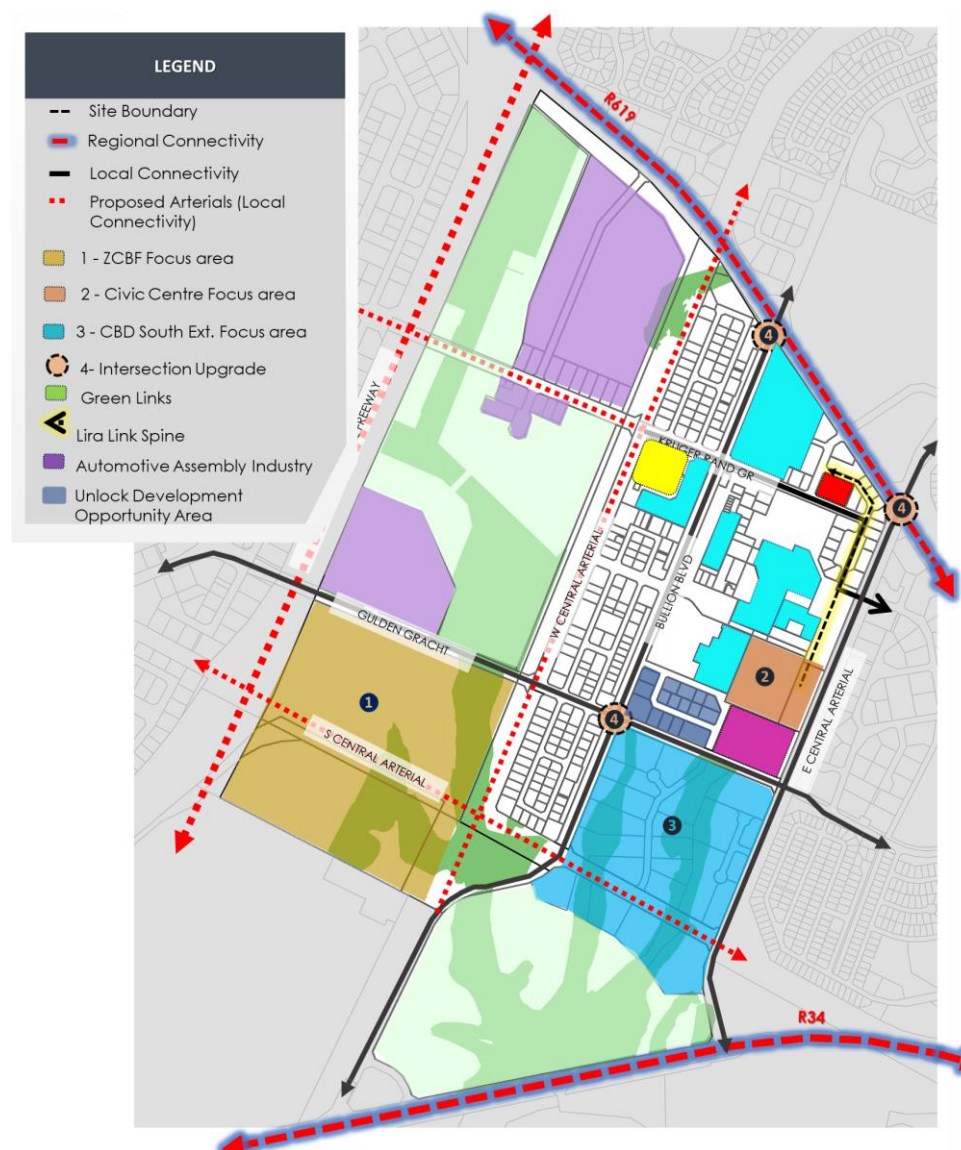 LEGEND
Site Boundary
Regional Connectivity
Local Connectivity
Proposed Arterials (Local
Connectivity)
1 - ZCBF Focus area
2 - Civic Centre Focus area
3 - CBD South Ext. Focus area
4- Intersection Upgrade
Green Links
Lira Link Spine
Automotive Assembly Industry
Unlock Development
Opportunity Area
R619
4
FREEWAY
KRUGER RAND GR
4
W CENTRAL ARTERIAL
BULLION BLVD
GULDEN GRACHT
1
2
4
E CENTRAL ARTERIAL
S CENTRAL ARTERIAL
3
R34